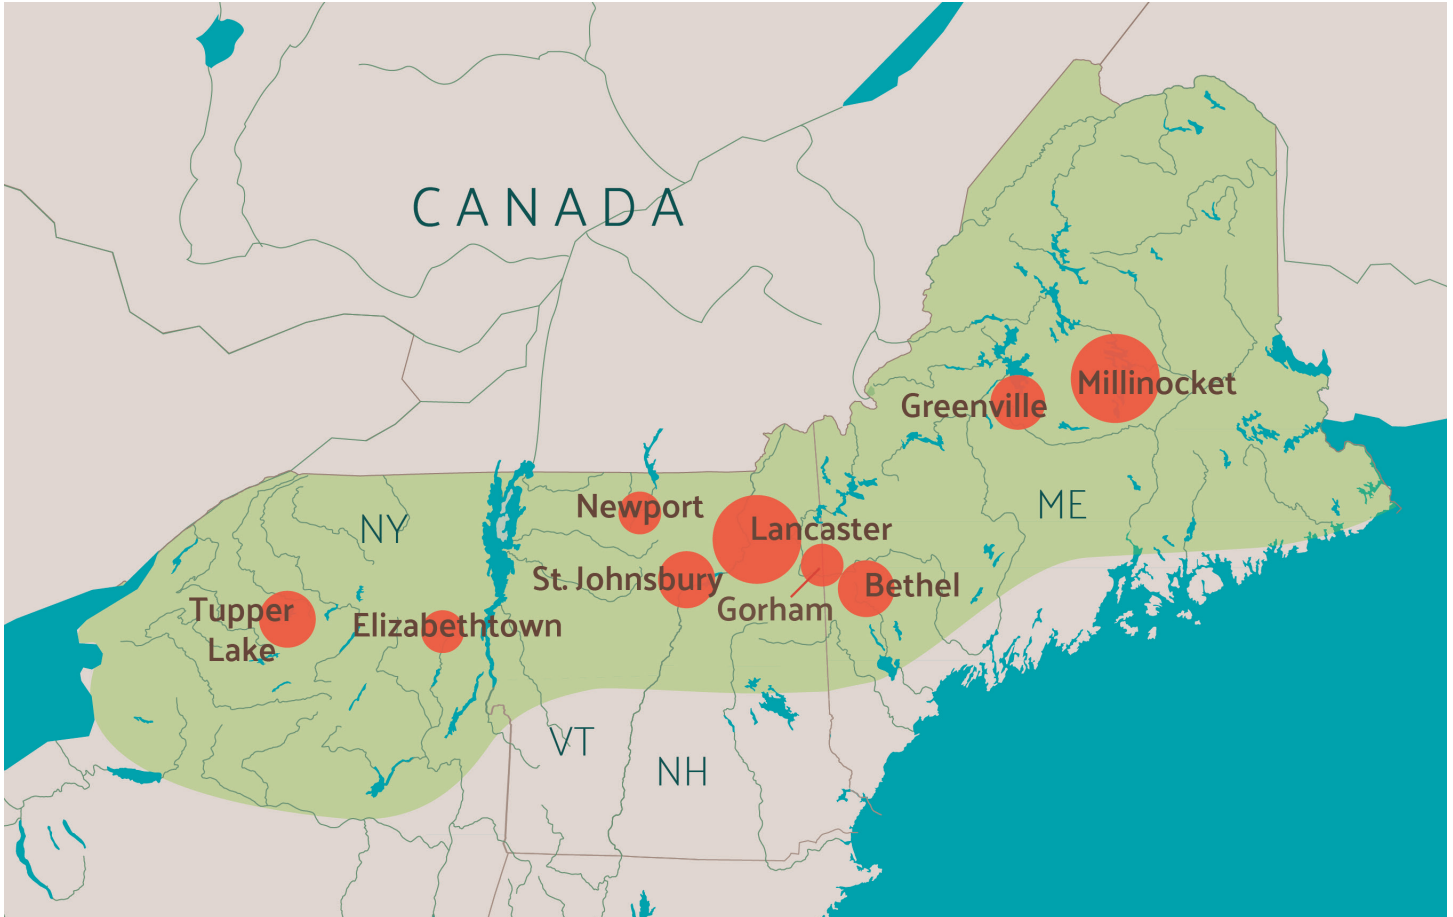 CANADA
Millinocket
Greenville
ME
Newport
NY
Lancaster
St. Johnsbury
Bethel
Gorham
Tupper
Lake
Elizabethtown
VT
NH